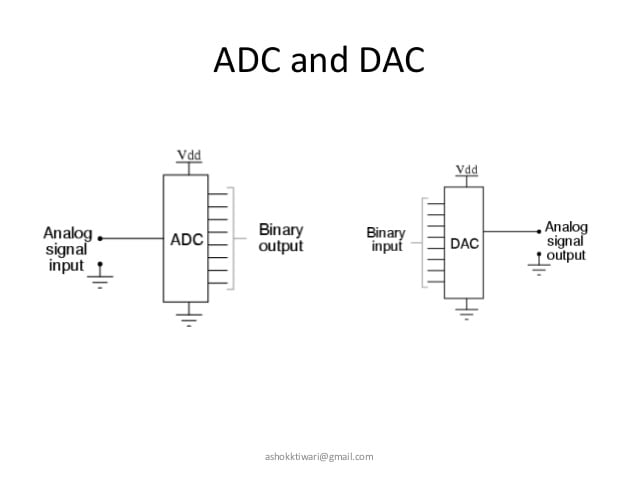 ADC and DAC
Vdd
Analog
signal
input
ADC
Binary
output
Vdd
Binary
input
DAC
Analog
signal
output
ashokktiwari@gmail.com